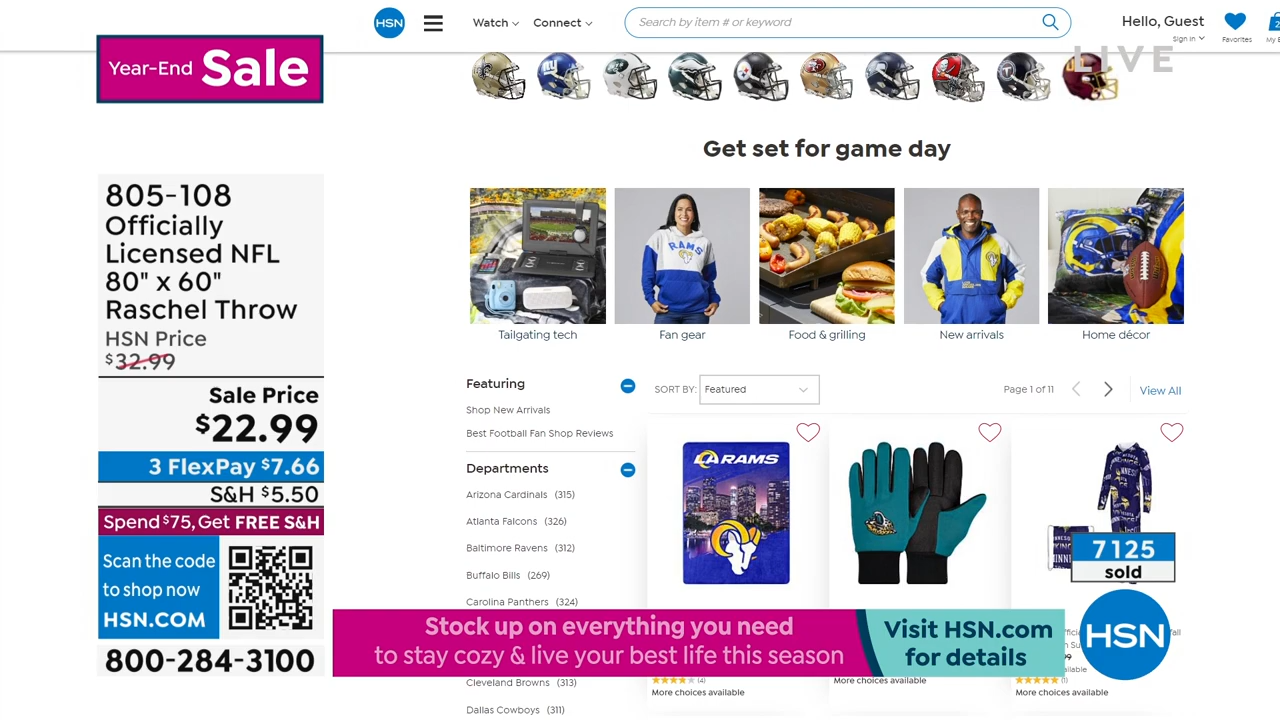 HSN
Watch
Connect
Search by item # or keyword
Hello, Guest
Sign In
Favorites
LIVE
Year-End Sale
805-108
Officially
Licensed NFL
80" x 60"
Raschel Throw
HSN Price
$32.99
Sale Price
$22.99
3 FlexPay $7.66
S&H $5.50
Spend $75, Get FREE S&H
Scan the code
to shop now
HSN.COM
800-284-3100
Get set for game day
RAMS
Tailgating tech
Fan gear
Food & grilling
New arrivals
Home décor
Featuring
Shop New Arrivals
Best Football Fan Shop Reviews
Departments
Arizona Cardinals (315)
Atlanta Falcons (326)
Baltimore Ravens (312)
Buffalo Bills (269)
Carolina Panthers (324)
Cleveland Browns (313)
Dallas Cowboys (311)
SORT BY: Featured
Page 1 of 11
View All
RAMS
7125
sold
(4)
More choices available
More choices available
(1)
More choices available
Stock up on everything you need
to stay cozy & live your best life this season
Visit HSN.com
for details
HSN